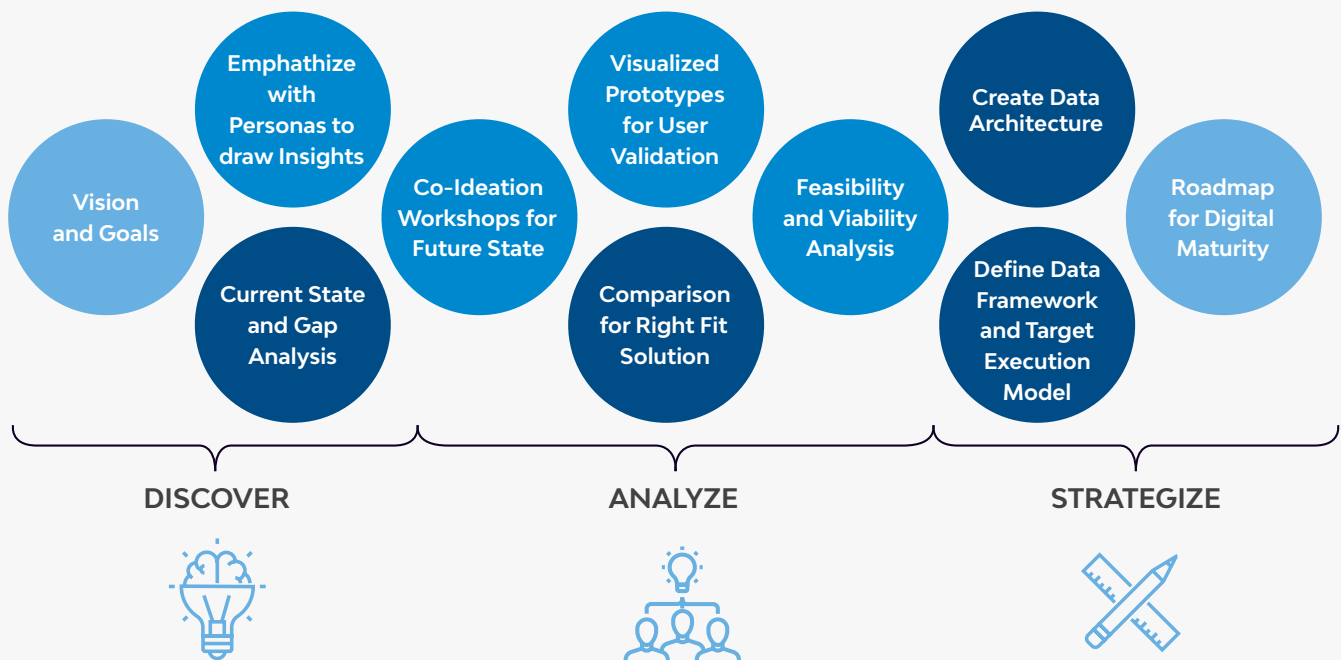 Vision
and Goals
Emphathize
with
Personas to
draw Insights
Current State
and Gap
Analysis
Co-Ideation
Workshops for
Future State
Visualized
Prototypes
for User
Validation
Comparison
for Right Fit
Solution
Feasibility
and Viability
Analysis
Create Data
Architecture
Define Data
Framework
and Target
Execution
Model
Roadmap
for Digital
Maturity
DISCOVER
ANALYZE
STRATEGIZE